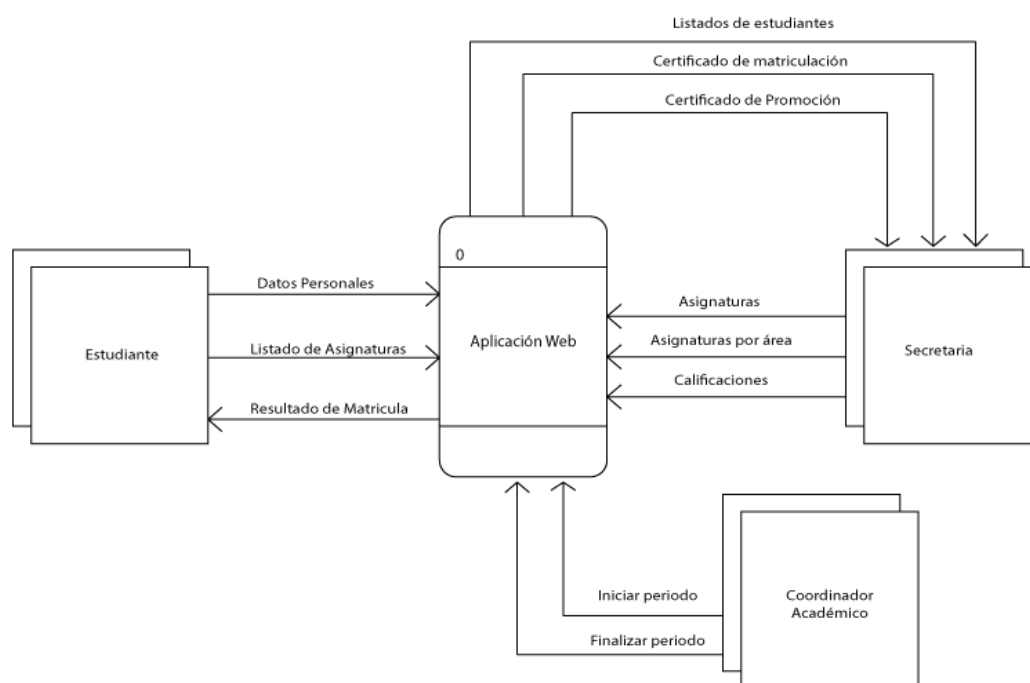 Listados de estudiantes
Certificado de matriculación
Certificado de Promoción
0
Datos Personales
Listado de Asignaturas
Resultado de Matricula
Estudiante
Aplicación Web
Asignaturas
Asignaturas por área
Calificaciones
Secretaria
Iniciar periodo
Finalizar periodo
Coordinador
Académico